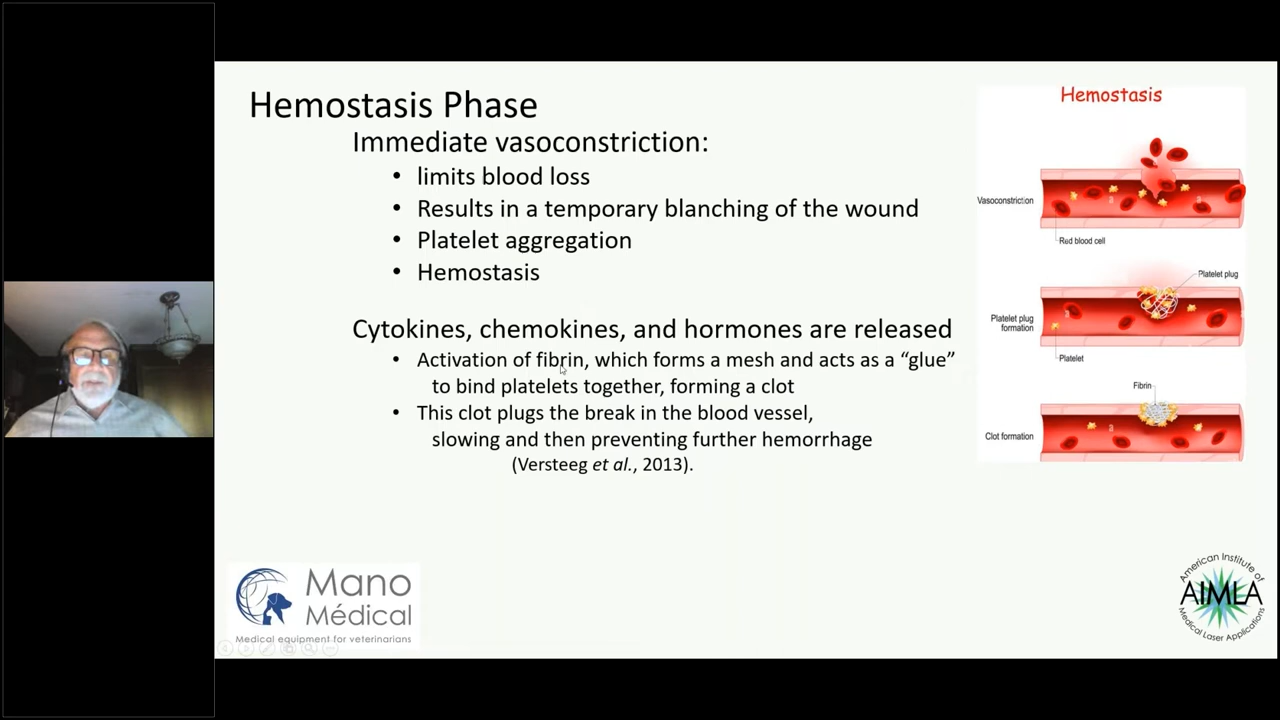 Hemostasis Phase
Immediate vasoconstriction:
• limits blood loss
• Results in a temporary blanching of the wound
• Platelet aggregation
• Hemostasis
Cytokines, chemokines, and hormones are released
• Activation of fibrin, which forms a mesh and acts as a “glue”
to bind platelets together, forming a clot
• This clot plugs the break in the blood vessel,
slowing and then preventing further hemorrhage
(Versteeg et al., 2013).
Hemostasis
Vasoconstriction
Red blood cell
Platelet plug
Platelet plug
formation
Platelet
Fibrin
Clot formation
Mano
Médical
Medical equipment for veterinarians
American Institute of
AIMLA
Medical Laser Applications